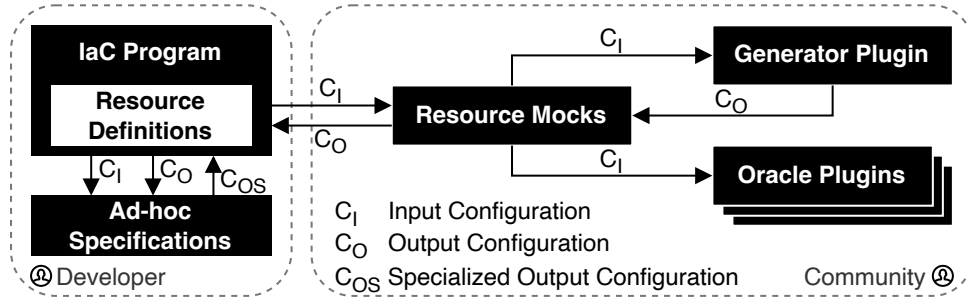 IaC Program
Resource
Definitions
C_I
C_O
C_OS
Ad-hoc
Specifications
Developer
C_I
C_O
Resource Mocks
C_I
Generator Plugin
C_O
C_I
Oracle Plugins
C_I Input Configuration
C_O Output Configuration
C_OS Specialized Output Configuration
Community